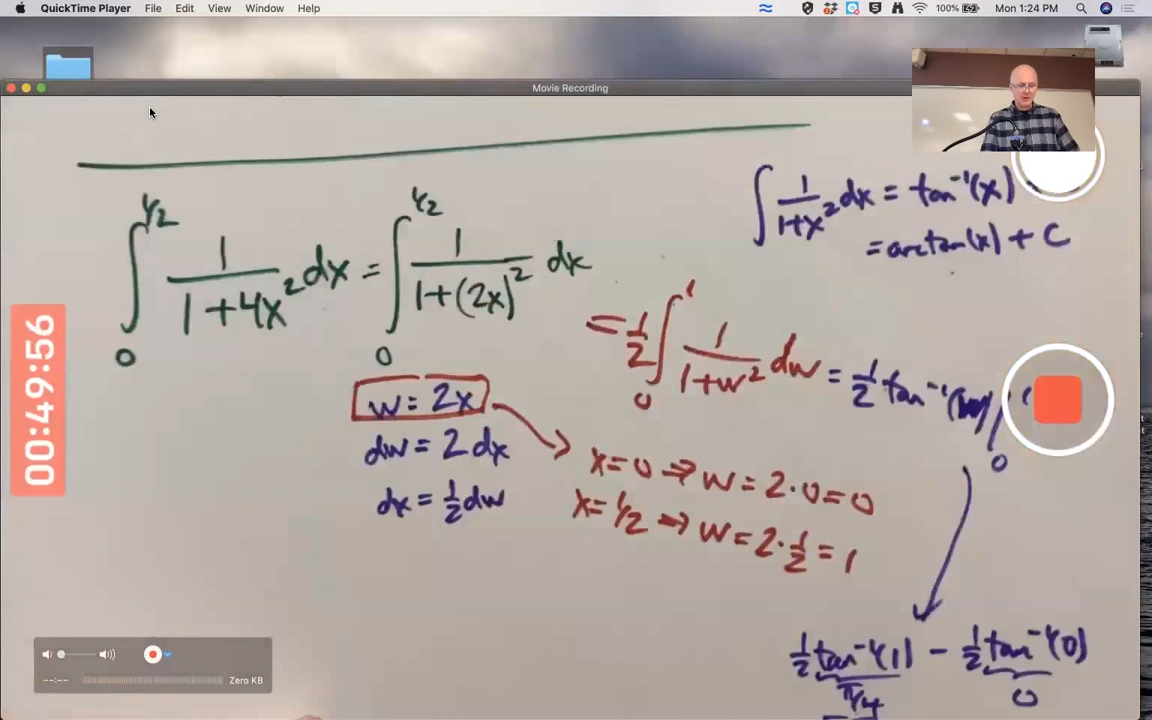 QuickTime Player File Edit View Window Help 100% Mon 1:24 PM
Movie Recording
∫₀^{1/2} 1/(1+4x²) dx = ∫₀^{1/2} 1/(1+(2x)²) dx
∫ 1/(1+x²) dx = tan⁻¹(x)
= arctan(x) + C
= 1/2 ∫₀^1 1/(1+w²) dw = 1/2 tan⁻¹(w) |₀
w = 2x
dw = 2 dx
dx = 1/2 dw
x=0 ⇒ w = 2·0 = 0
x=1/2 ⇒ w = 2·1/2 = 1
1/2 tan⁻¹(1) − 1/2 tan⁻¹(0)
π/4 0
00:49:56
--:-- Zero KB